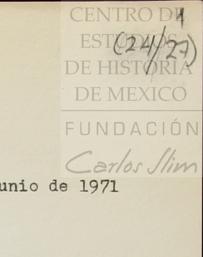 CENTRO DE
ESTUDIOS
DE HISTORIA
DE MEXICO
(24/27)
FUNDACIÓN
Carlos Slim
unio de 1971